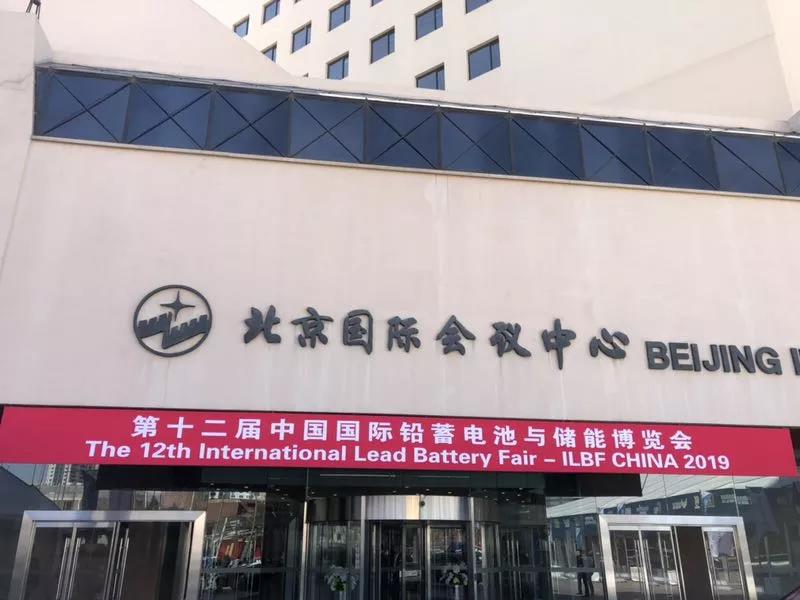 北京国际会议中心 BEIJING I
第十二届中国国际铅蓄电池与储能博览会
The 12th International Lead Battery Fair – ILBF CHINA 2019